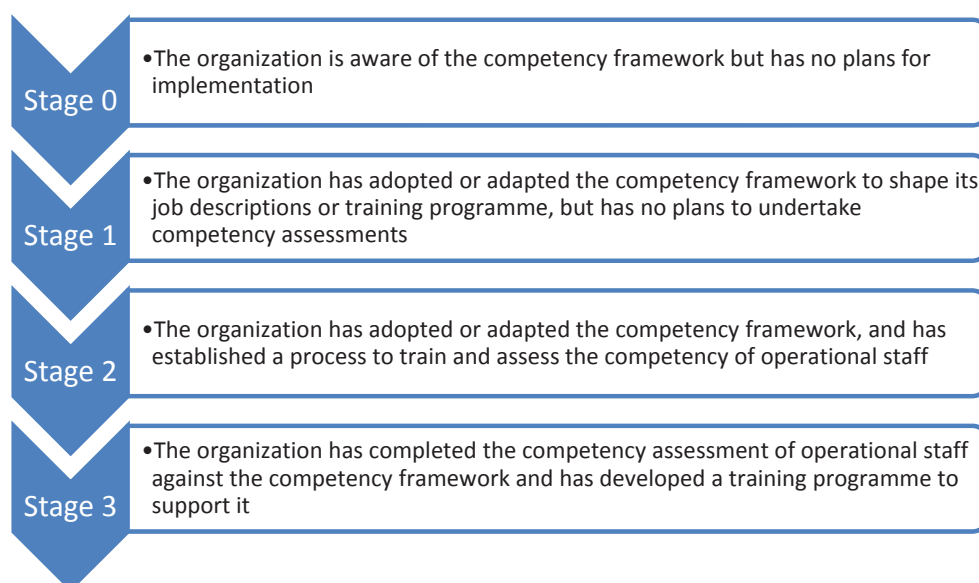 Stage 0
•The organization is aware of the competency framework but has no plans for
implementation
Stage 1
•The organization has adopted or adapted the competency framework to shape its
job descriptions or training programme, but has no plans to undertake
competency assessments
Stage 2
•The organization has adopted or adapted the competency framework, and has
established a process to train and assess the competency of operational staff
Stage 3
•The organization has completed the competency assessment of operational staff
against the competency framework and has developed a training programme to
support it